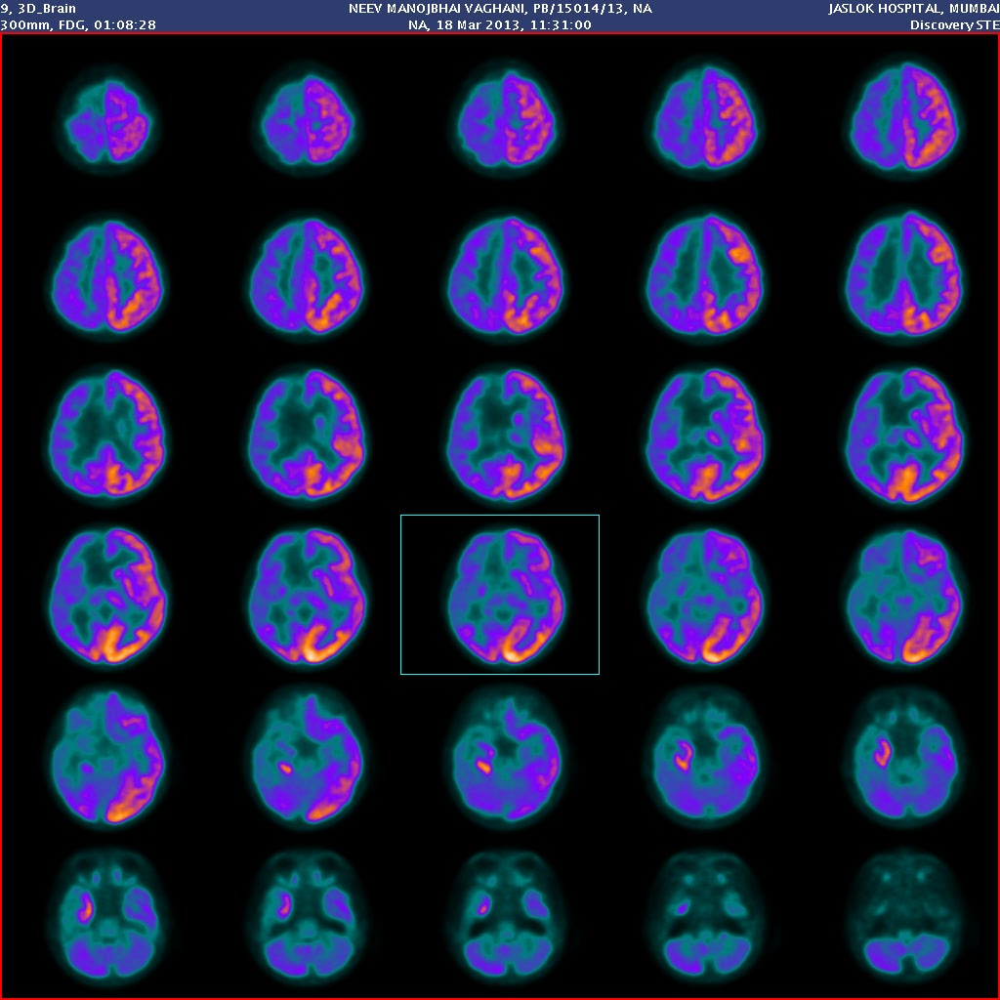 9, 3D_Brain NEEV MANOJBHAI VAGHANI, PB/15014/13, NA JASLOK HOSPITAL, MUMBAI
300mm, FDG, 01:08:28 NA, 18 Mar 2013, 11:31:00 Discovery STE